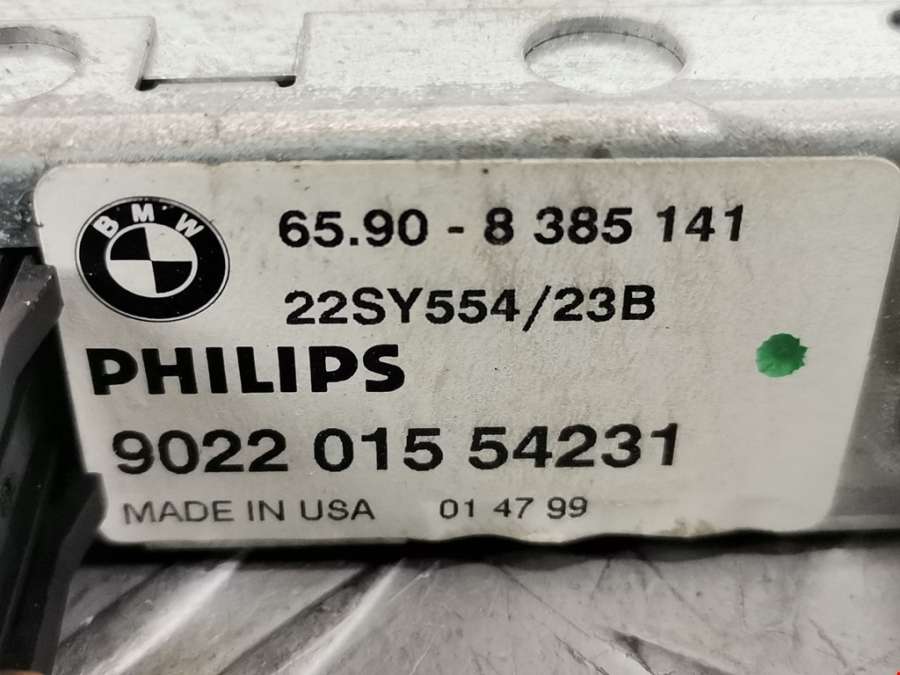 BMW
65.90 - 8 385 141
22SY554/23B
PHILIPS
9022 015 54231
MADE IN USA 01 47 99